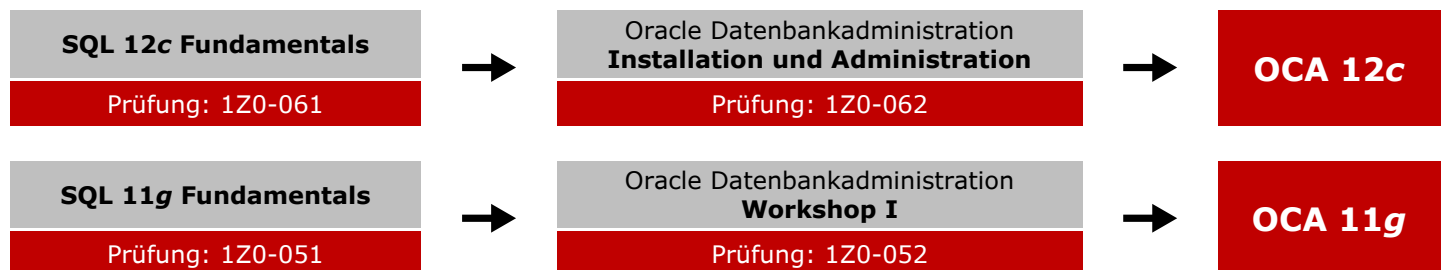 SQL 12c Fundamentals
Prüfung: 1Z0-061
Oracle Datenbankadministration
Installation und Administration
Prüfung: 1Z0-062
OCA 12c
SQL 11g Fundamentals
Prüfung: 1Z0-051
Oracle Datenbankadministration
Workshop I
Prüfung: 1Z0-052
OCA 11g